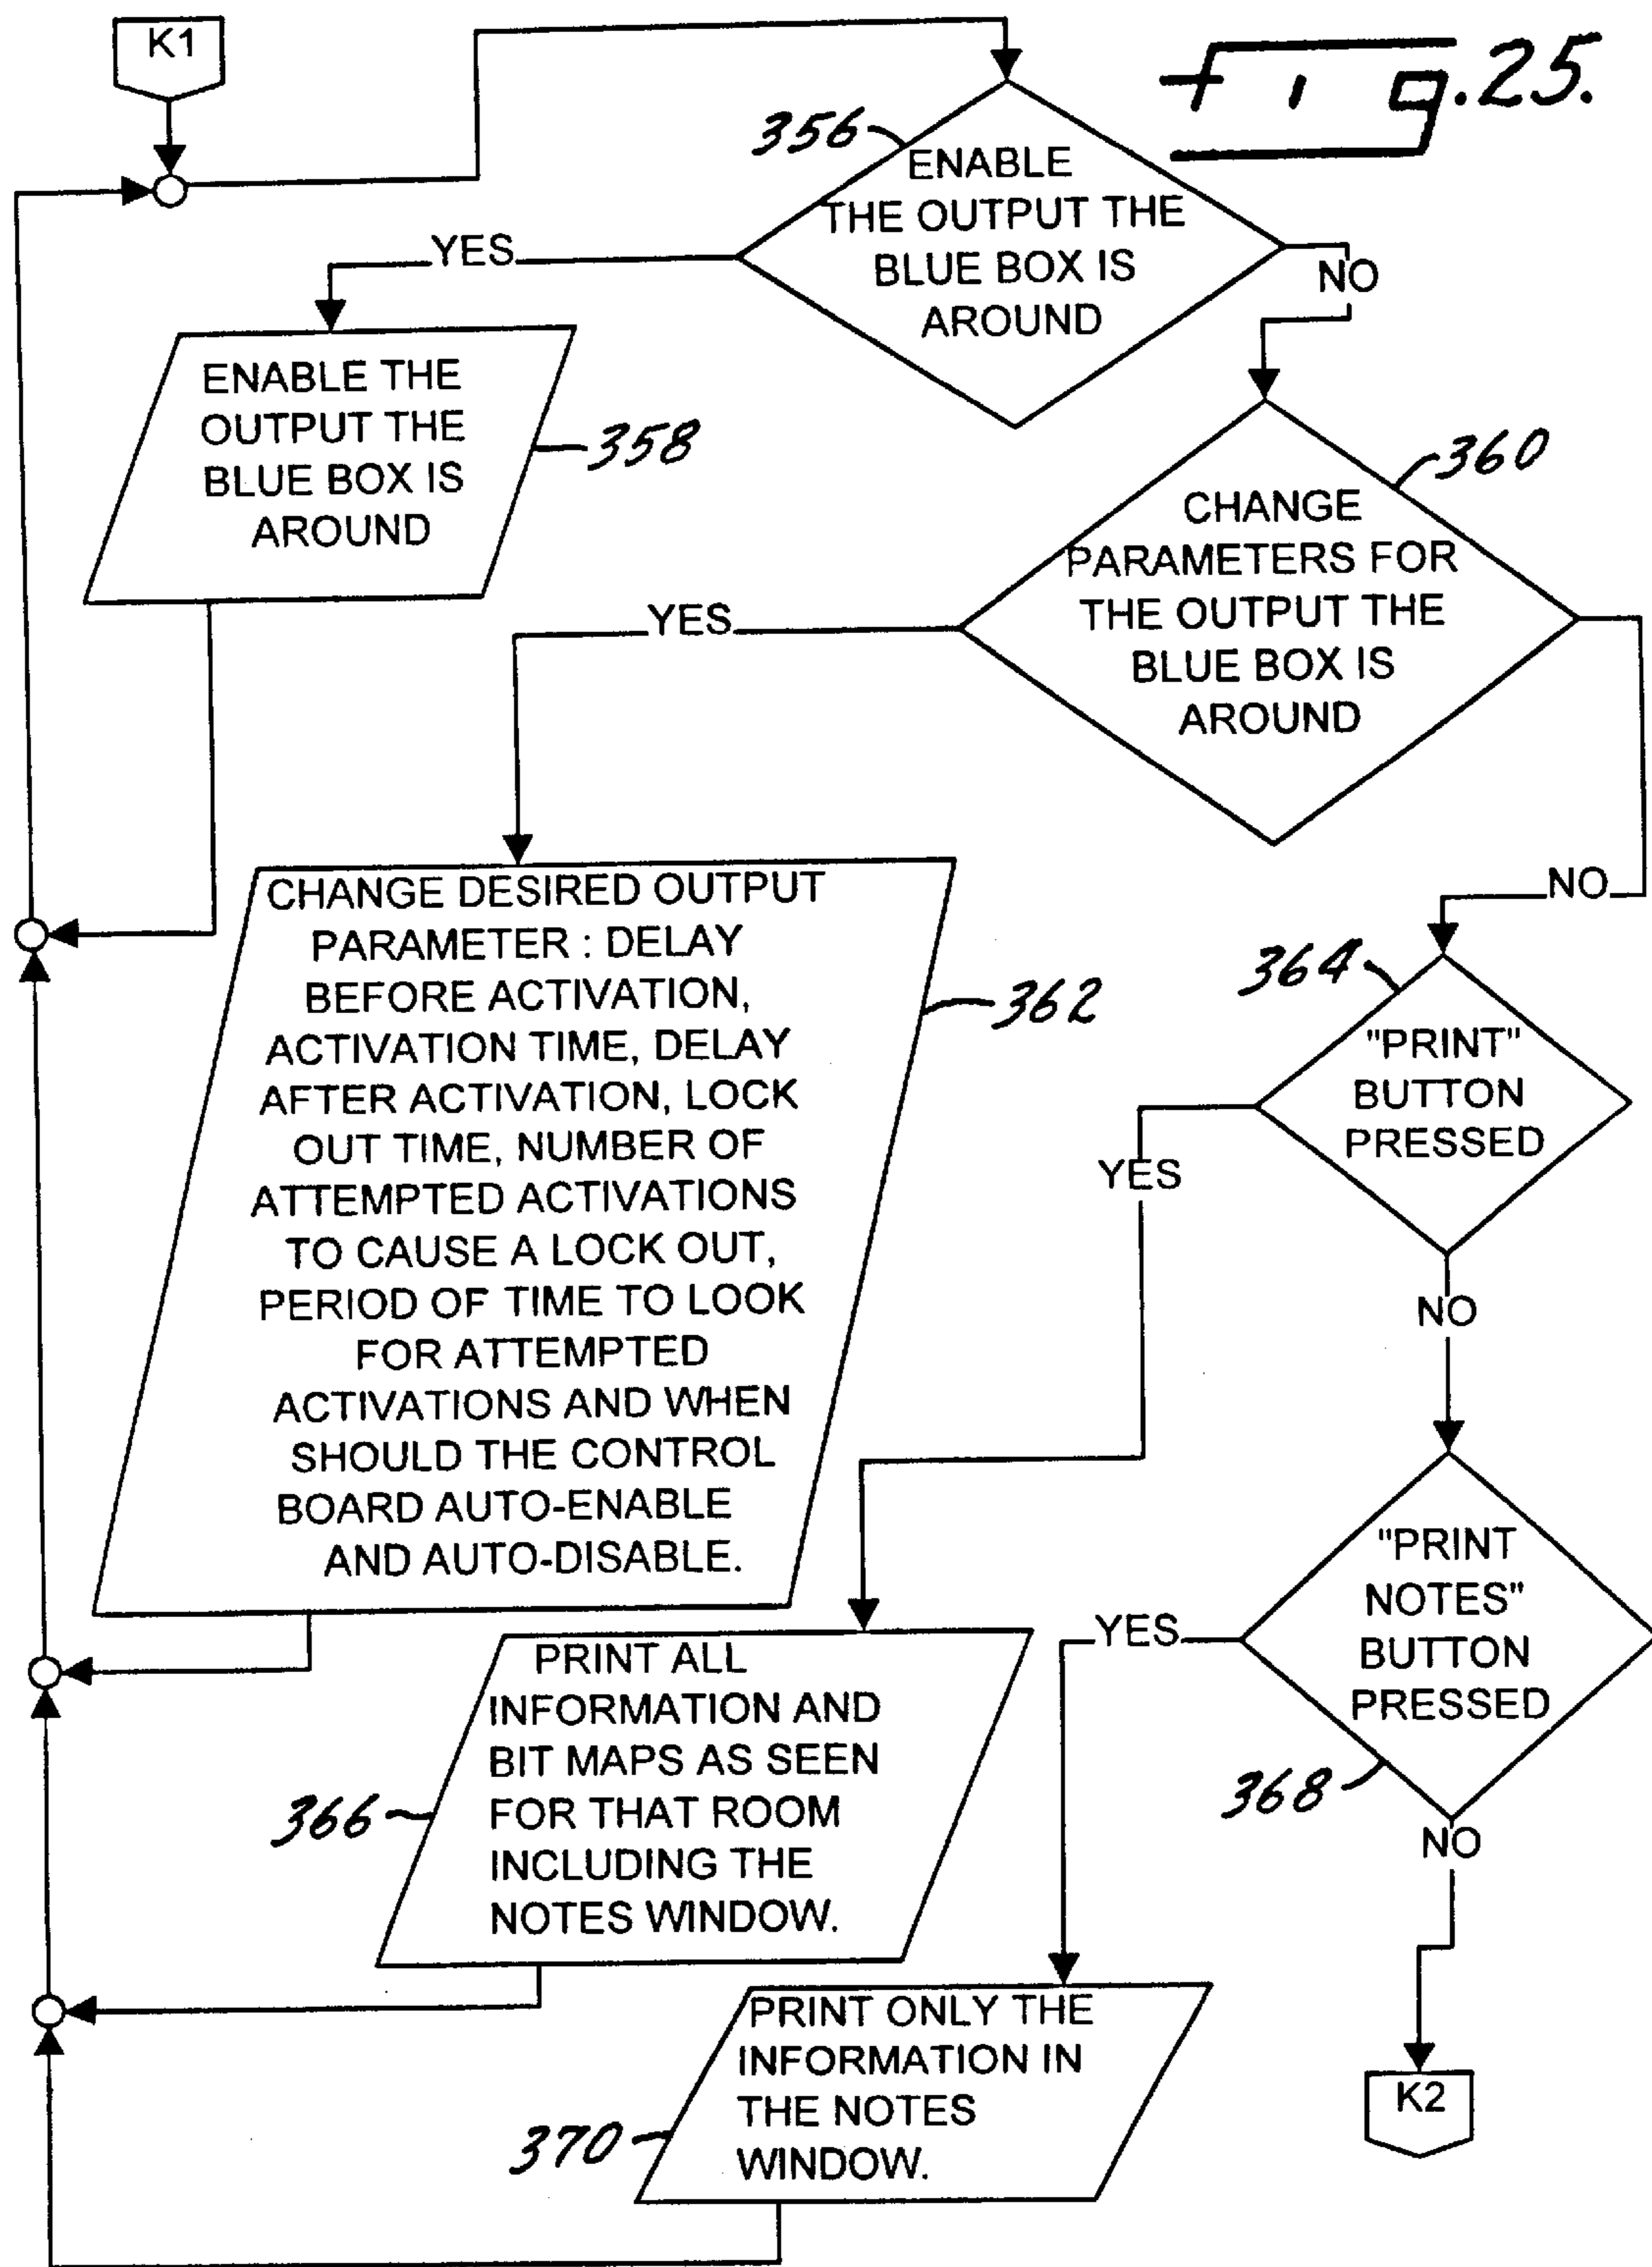 K1
Fig. 25.
356
ENABLE
THE OUTPUT THE
BLUE BOX IS
AROUND
YES
NO
ENABLE THE
OUTPUT THE
BLUE BOX IS
AROUND
358
360
CHANGE
PARAMETERS FOR
THE OUTPUT THE
BLUE BOX IS
AROUND
YES
NO
CHANGE DESIRED OUTPUT
PARAMETER : DELAY
BEFORE ACTIVATION,
ACTIVATION TIME, DELAY
AFTER ACTIVATION, LOCK
OUT TIME, NUMBER OF
ATTEMPTED ACTIVATIONS
TO CAUSE A LOCK OUT,
PERIOD OF TIME TO LOOK
FOR ATTEMPTED
ACTIVATIONS AND WHEN
SHOULD THE CONTROL
BOARD AUTO-ENABLE
AND AUTO-DISABLE.
362
364
"PRINT"
BUTTON
PRESSED
YES
NO
PRINT ALL
INFORMATION AND
BIT MAPS AS SEEN
FOR THAT ROOM
INCLUDING THE
NOTES WINDOW.
366
"PRINT
NOTES"
BUTTON
PRESSED
368
YES
NO
PRINT ONLY THE
INFORMATION IN
THE NOTES
WINDOW.
370
K2